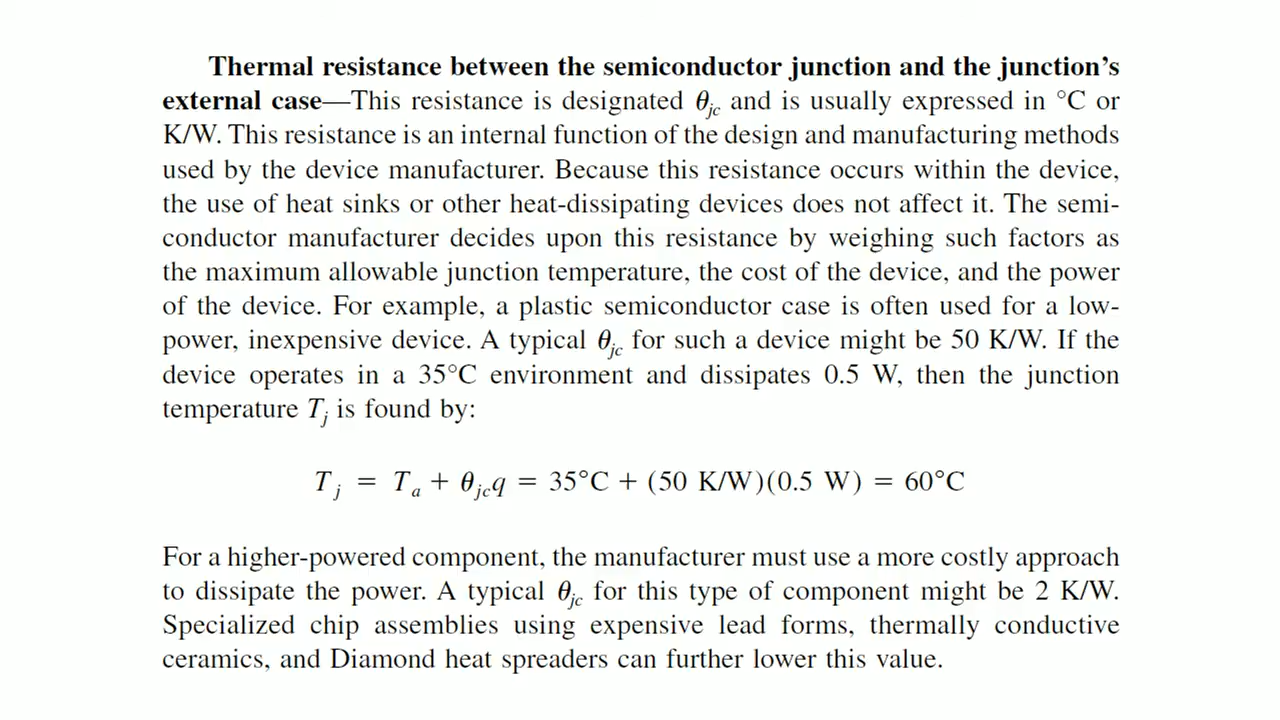 Thermal resistance between the semiconductor junction and the junction's
external case—This resistance is designated θjc and is usually expressed in °C or
K/W. This resistance is an internal function of the design and manufacturing methods
used by the device manufacturer. Because this resistance occurs within the device,
the use of heat sinks or other heat-dissipating devices does not affect it. The semi-
conductor manufacturer decides upon this resistance by weighing such factors as
the maximum allowable junction temperature, the cost of the device, and the power
of the device. For example, a plastic semiconductor case is often used for a low-
power, inexpensive device. A typical θjc for such a device might be 50 K/W. If the
device operates in a 35°C environment and dissipates 0.5 W, then the junction
temperature Tj is found by:
Tj = Ta + θjcq = 35°C + (50 K/W)(0.5 W) = 60°C
For a higher-powered component, the manufacturer must use a more costly approach
to dissipate the power. A typical θjc for this type of component might be 2 K/W.
Specialized chip assemblies using expensive lead forms, thermally conductive
ceramics, and Diamond heat spreaders can further lower this value.